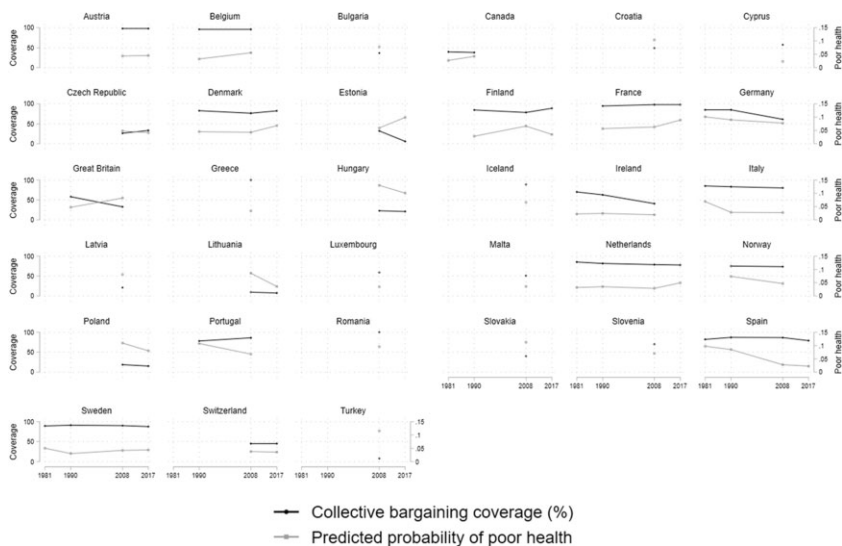 Austria Belgium Bulgaria Canada Croatia Cyprus
Coverage 100 50 0 .15 .1 .05 0 Poor health
Czech Republic Denmark Estonia Finland France Germany
Coverage 100 50 0 .15 .1 .05 0 Poor health
Great Britain Greece Hungary Iceland Ireland Italy
Coverage 100 50 0 .15 .1 .05 0 Poor health
Latvia Lithuania Luxembourg Malta Netherlands Norway
Coverage 100 50 0 .15 .1 .05 0 Poor health
Poland Portugal Romania Slovakia Slovenia Spain
Coverage 100 50 0 .15 .1 .05 0 Poor health
1981 1990 2008 2017 1981 1990 2008 2017 1981 1990 2008 2017
Sweden Switzerland Turkey
Coverage 100 50 0 .15 .1 .05 0 Poor health
1981 1990 2008 2017 1981 1990 2008 2017 1981 1990 2008 2017
Collective bargaining coverage (%)
Predicted probability of poor health